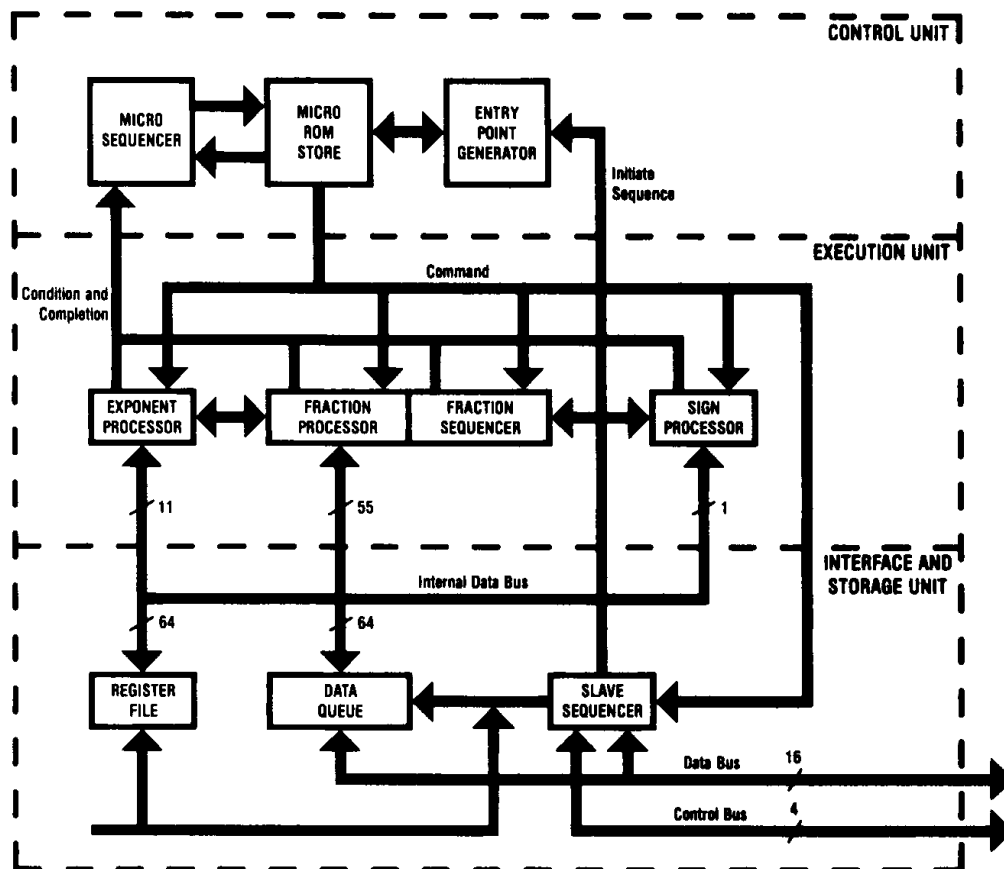 CONTROL UNIT
MICRO
SEQUENCER
MICRO
ROM
STORE
ENTRY
POINT
GENERATOR
Initiate
Sequence
EXECUTION UNIT
Command
Condition and
Completion
EXPONENT
PROCESSOR
FRACTION
PROCESSOR
FRACTION
SEQUENCER
SIGN
PROCESSOR
11
55
1
INTERFACE AND
STORAGE UNIT
Internal Data Bus
64
64
REGISTER
FILE
DATA
QUEUE
SLAVE
SEQUENCER
Data Bus
16
Control Bus
4